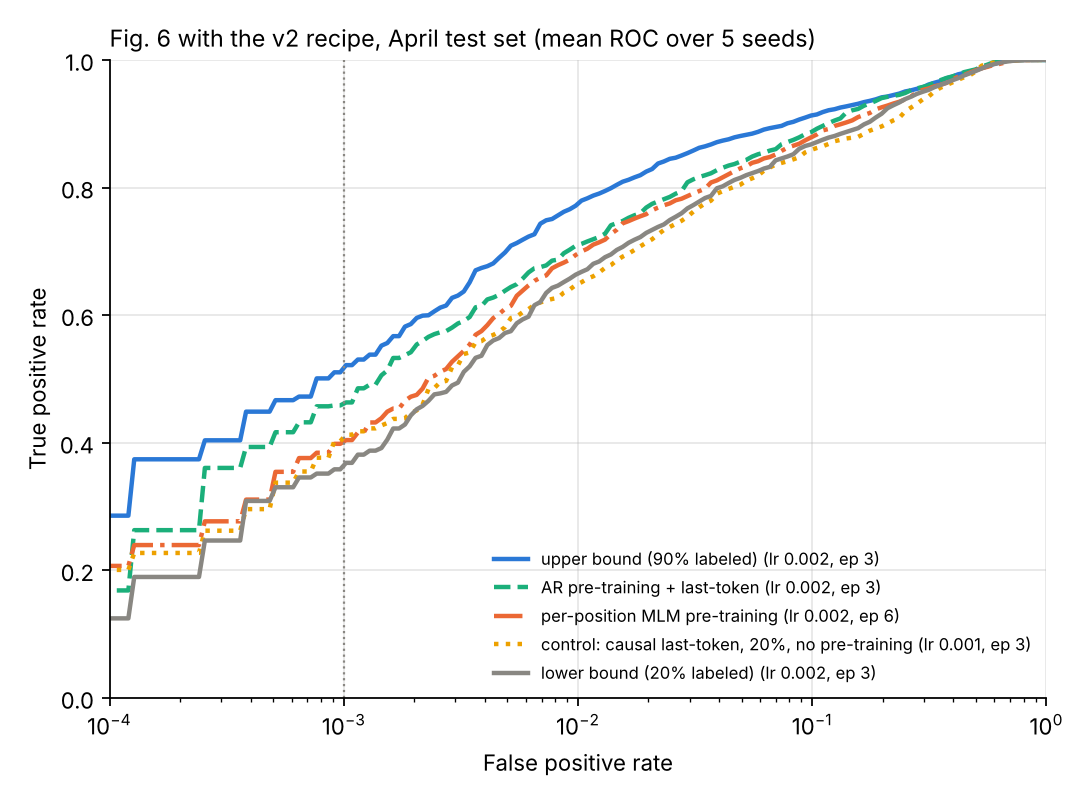 Fig. 6 with the v2 recipe, April test set (mean ROC over 5 seeds)
True positive rate
1.0
0.8
0.6
0.4
0.2
0.0
upper bound (90% labeled) (lr 0.002, ep 3)
AR pre-training + last-token (lr 0.002, ep 3)
per-position MLM pre-training (lr 0.002, ep 6)
control: causal last-token, 20%, no pre-training (lr 0.001, ep 3)
lower bound (20% labeled) (lr 0.002, ep 3)
10⁻⁴ 10⁻³ 10⁻² 10⁻¹ 10⁰
False positive rate